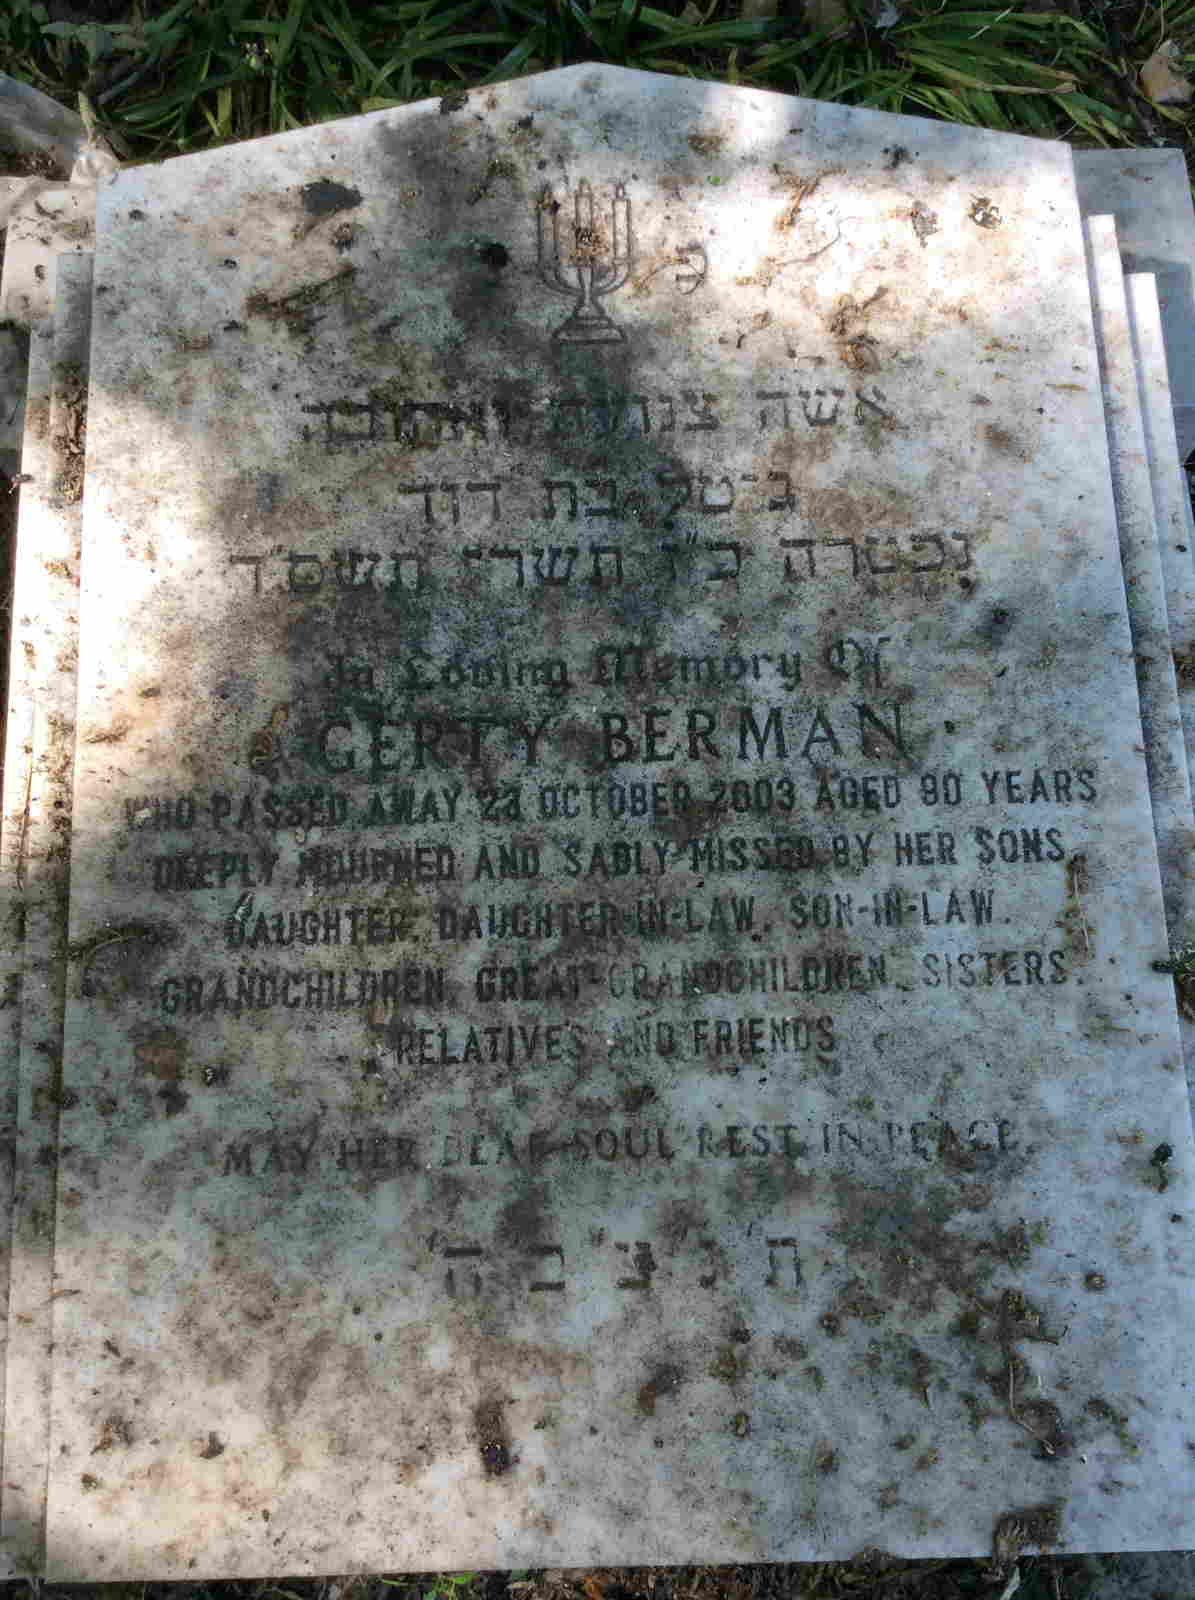 פ
אשה צנועה ואהובה
גיטל בת דוד
נפטרה כ"ז תשרי תשס"ד
In Loving Memory Of
GERTY BERMAN
WHO PASSED AWAY 23 OCTOBER 2003 AGED 90 YEARS
DEEPLY MOURNED AND SADLY MISSED BY HER SONS,
DAUGHTER, DAUGHTER-IN-LAW, SON-IN-LAW,
GRANDCHILDREN, GREAT-GRANDCHILDREN, SISTERS,
RELATIVES AND FRIENDS
MAY HER DEAR SOUL REST IN PEACE.
ת' נ' צ' ב' ה'